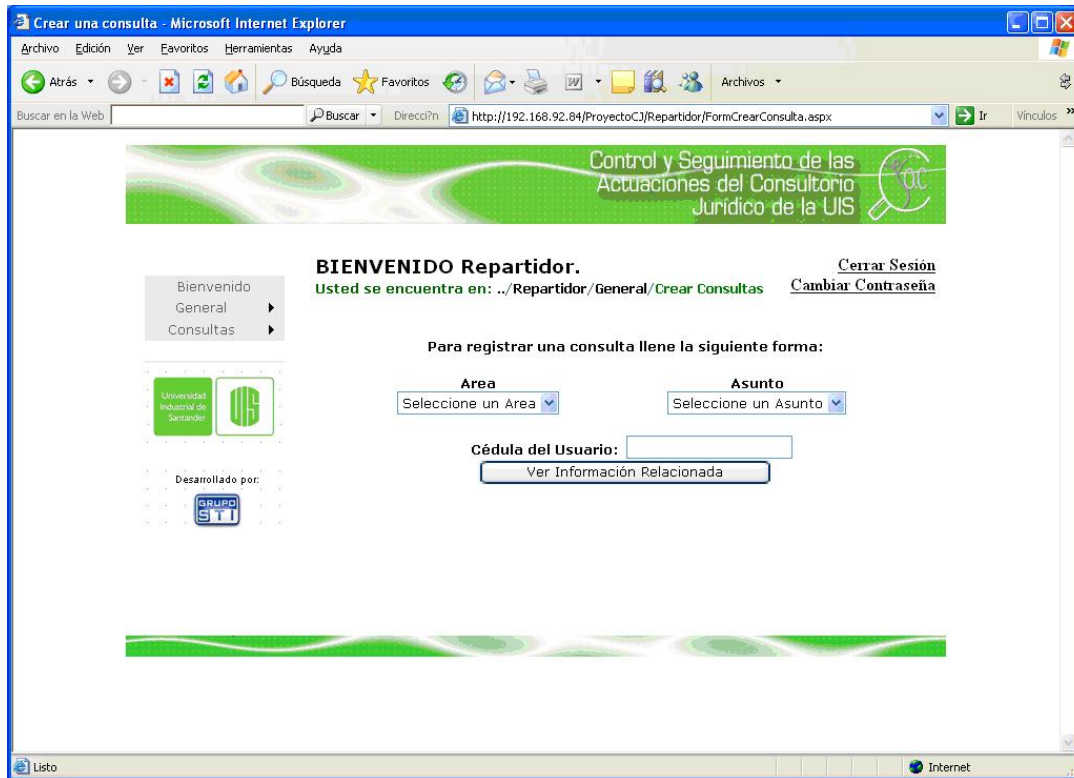 Crear una consulta - Microsoft Internet Explorer
Archivo Edición Ver Favoritos Herramientas Ayuda
Atrás Búsqueda Favoritos Archivos
Buscar en la Web Buscar Direcci?n http://192.168.92.84/ProyectoCJ/Repartidor/FormCrearConsulta.aspx Ir Vínculos »
Control y Seguimiento de las
Actuaciones del Consultorio
Jurídico de la UIS
BIENVENIDO Repartidor.
Usted se encuentra en: ../Repartidor/General/Crear Consultas
Cerrar Sesión
Cambiar Contraseña
Bienvenido
General
Consultas
Para registrar una consulta llene la siguiente forma:
Area Asunto
Seleccione un Area Seleccione un Asunto
Cédula del Usuario:
Ver Información Relacionada
Universidad
Industrial de
Santander
UIS
Desarrollado por:
GRUPO
STI
Listo Internet